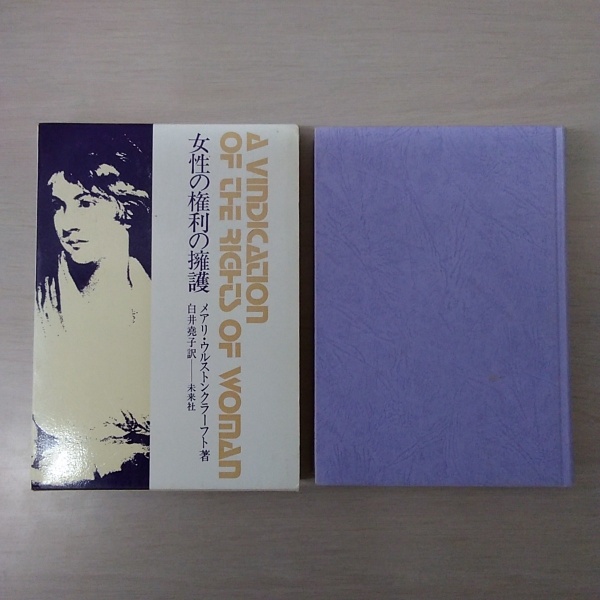 A VINDICATION
OF THE RIGHTS OF WOMAN
女性の権利の擁護
メアリ・ウルストンクラーフト著
白井堯子訳——未来社